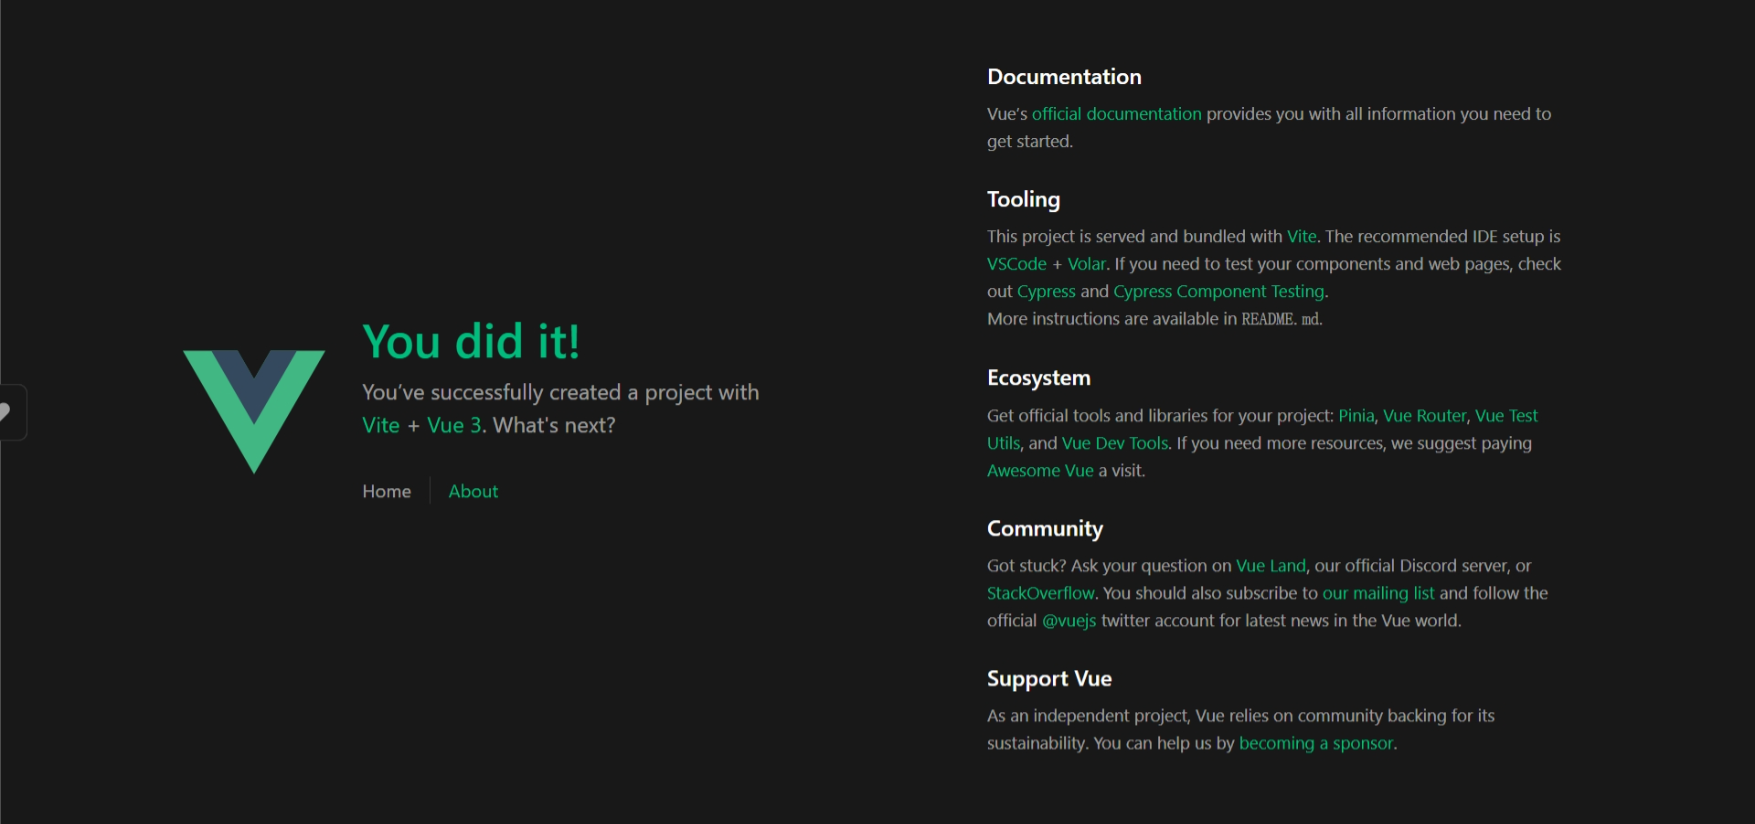 You did it!
You’ve successfully created a project with
Vite + Vue 3. What's next?
Home
About
Documentation
Vue’s official documentation provides you with all information you need to
get started.
Tooling
This project is served and bundled with Vite. The recommended IDE setup is
VSCode + Volar. If you need to test your components and web pages, check
out Cypress and Cypress Component Testing.
More instructions are available in README.md.
Ecosystem
Get official tools and libraries for your project: Pinia, Vue Router, Vue Test
Utils, and Vue Dev Tools. If you need more resources, we suggest paying
Awesome Vue a visit.
Community
Got stuck? Ask your question on Vue Land, our official Discord server, or
StackOverflow. You should also subscribe to our mailing list and follow the
official @vuejs twitter account for latest news in the Vue world.
Support Vue
As an independent project, Vue relies on community backing for its
sustainability. You can help us by becoming a sponsor.